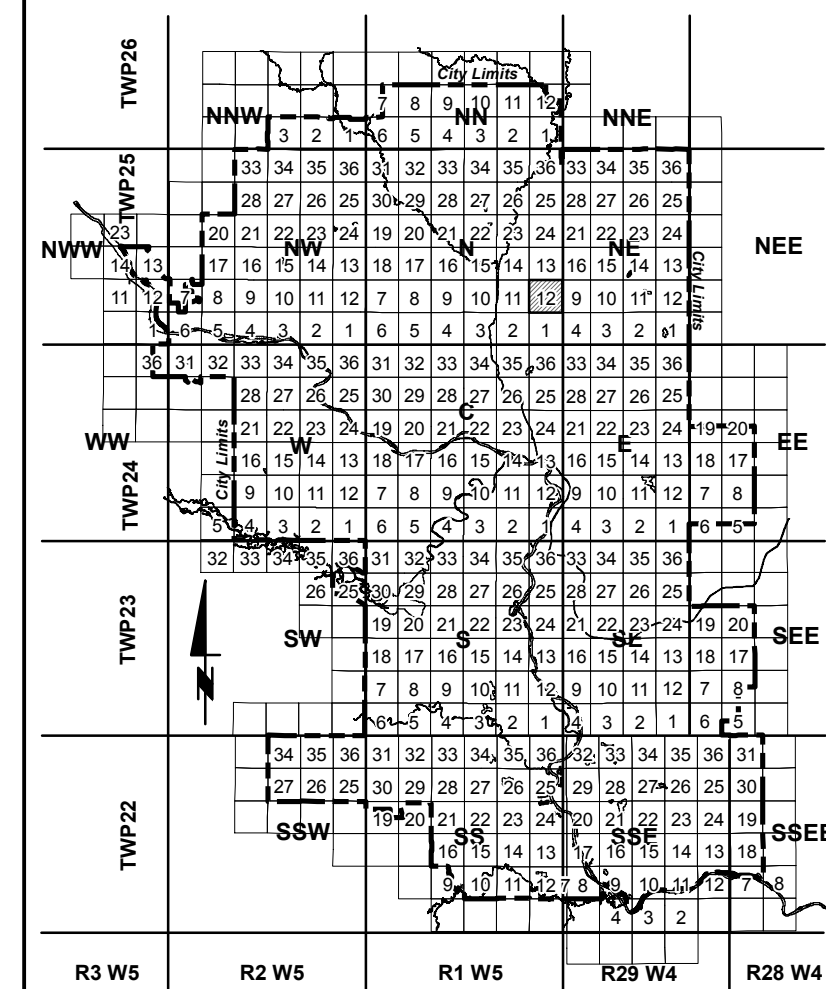 City Limits
TWP26
7 8 9 10 11 12
NNW NN NNE
3 2 1 6 5 4 3 2 1
TWP25
33 34 35 36 31 32 33 34 35 36 33 34 35 36
28 27 26 25 30 29 28 27 26 25 28 27 26 25
23 20 21 22 23 24 19 20 21 22 23 24 21 22 23 24
NWW NW N NE NEE
14 13 17 16 15 14 13 18 17 16 15 14 13 16 15 14 13
City Limits
11 12 7 8 9 10 11 12 7 8 9 10 11 12 9 10 11 12
1 6 5 4 3 2 1 6 5 4 3 2 1 4 3 2 1
36 31 32 33 34 35 36 31 32 33 34 35 36 33 34 35 36
28 27 26 25 30 29 28 27 26 25 28 27 26 25
C
21 22 23 24 19 20 21 22 23 24 21 22 23 24 19 20
WW W E EE
City Limits
16 15 14 13 18 17 16 15 14 13 16 15 14 13 18 17
TWP24
9 10 11 12 7 8 9 10 11 12 9 10 11 12 7 8
5 4 3 2 1 6 5 4 3 2 1 4 3 2 1 6 5
32 33 34 35 36 31 32 33 34 35 36 33 34 35 36
26 25 30 29 28 27 26 25 28 27 26 25
TWP23
19 20 21 22 23 24 21 22 23 24 19 20
SW S SE SEE
18 17 16 15 14 13 16 15 14 13 18 17
7 8 9 10 11 12 9 10 11 12 7 8
6 5 4 3 2 1 4 3 2 1 6 5
34 35 36 31 32 33 34 35 36 32 33 34 35 36 31
27 26 25 30 29 28 27 26 25 29 28 27 26 25 30
19 20 21 22 23 24 20 21 22 23 24 19
TWP22
SSW SS SSE SSEE
16 15 14 13 17 16 15 14 13 18
9 10 11 12 7 8 9 10 11 12 7 8
4 3 2
R3 W5 R2 W5 R1 W5 R29 W4 R28 W4